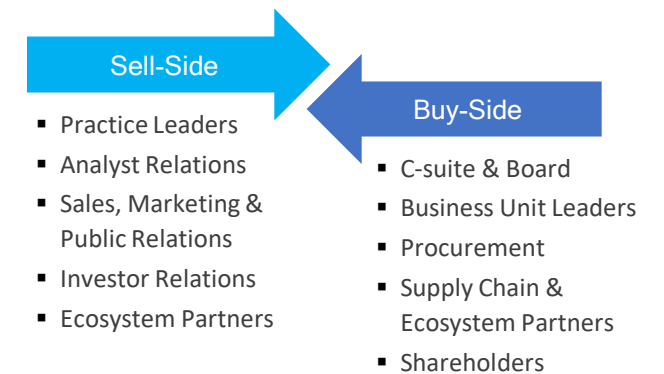 Sell-Side
▪ Practice Leaders
▪ Analyst Relations
▪ Sales, Marketing &
Public Relations
▪ Investor Relations
▪ Ecosystem Partners
Buy-Side
▪ C-suite & Board
▪ Business Unit Leaders
▪ Procurement
▪ Supply Chain &
Ecosystem Partners
▪ Shareholders